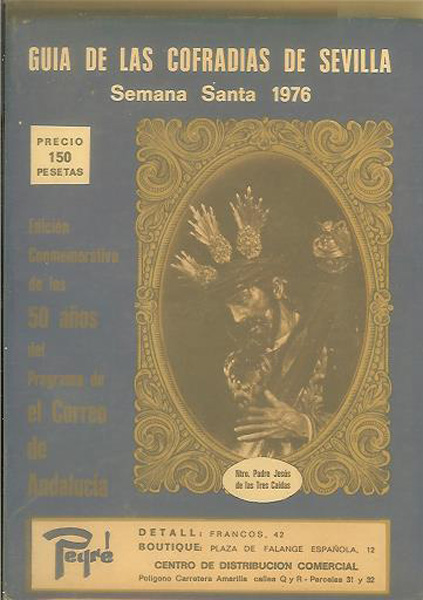 GUIA DE LAS COFRADIAS DE SEVILLA
Semana Santa 1976
PRECIO
150
PESETAS
Edición
Conmemorativa
de los
50 años
del
Programa de
el Correo
de
Andalucía
Ntro. Padre Jesús
de las Tres Caídas
Peyré
DETALL: FRANCOS, 42
BOUTIQUE: PLAZA DE FALANGE ESPAÑOLA, 12
CENTRO DE DISTRIBUCION COMERCIAL
Polígono Carretera Amarilla calles Q y R - Parcelas 31 y 32